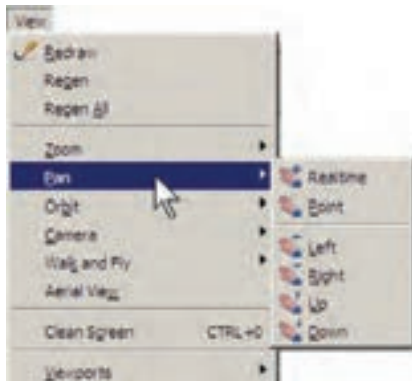 View
Redraw
Regen
Regen All
Zoom
Pan
Orbit
Camera
Walk and Fly
Aerial View
Clean Screen CTRL+0
Viewports
Realtime
Point
Left
Right
Up
Down